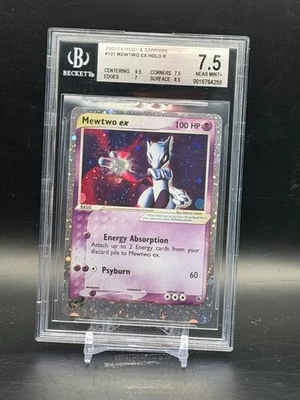 2003 EX RUBY & SAPPHIRE
#101 MEWTWO EX HOLO R
CENTERING 9.5 CORNERS 7.5
EDGES 7 SURFACE 8.5
BECKETT
7.5
NEAR MINT+
0015764258
Mewtwo ex 100 HP
BASIC
Energy Absorption
Attach up to 2 Energy cards from your
discard pile to Mewtwo ex.
Psyburn 60